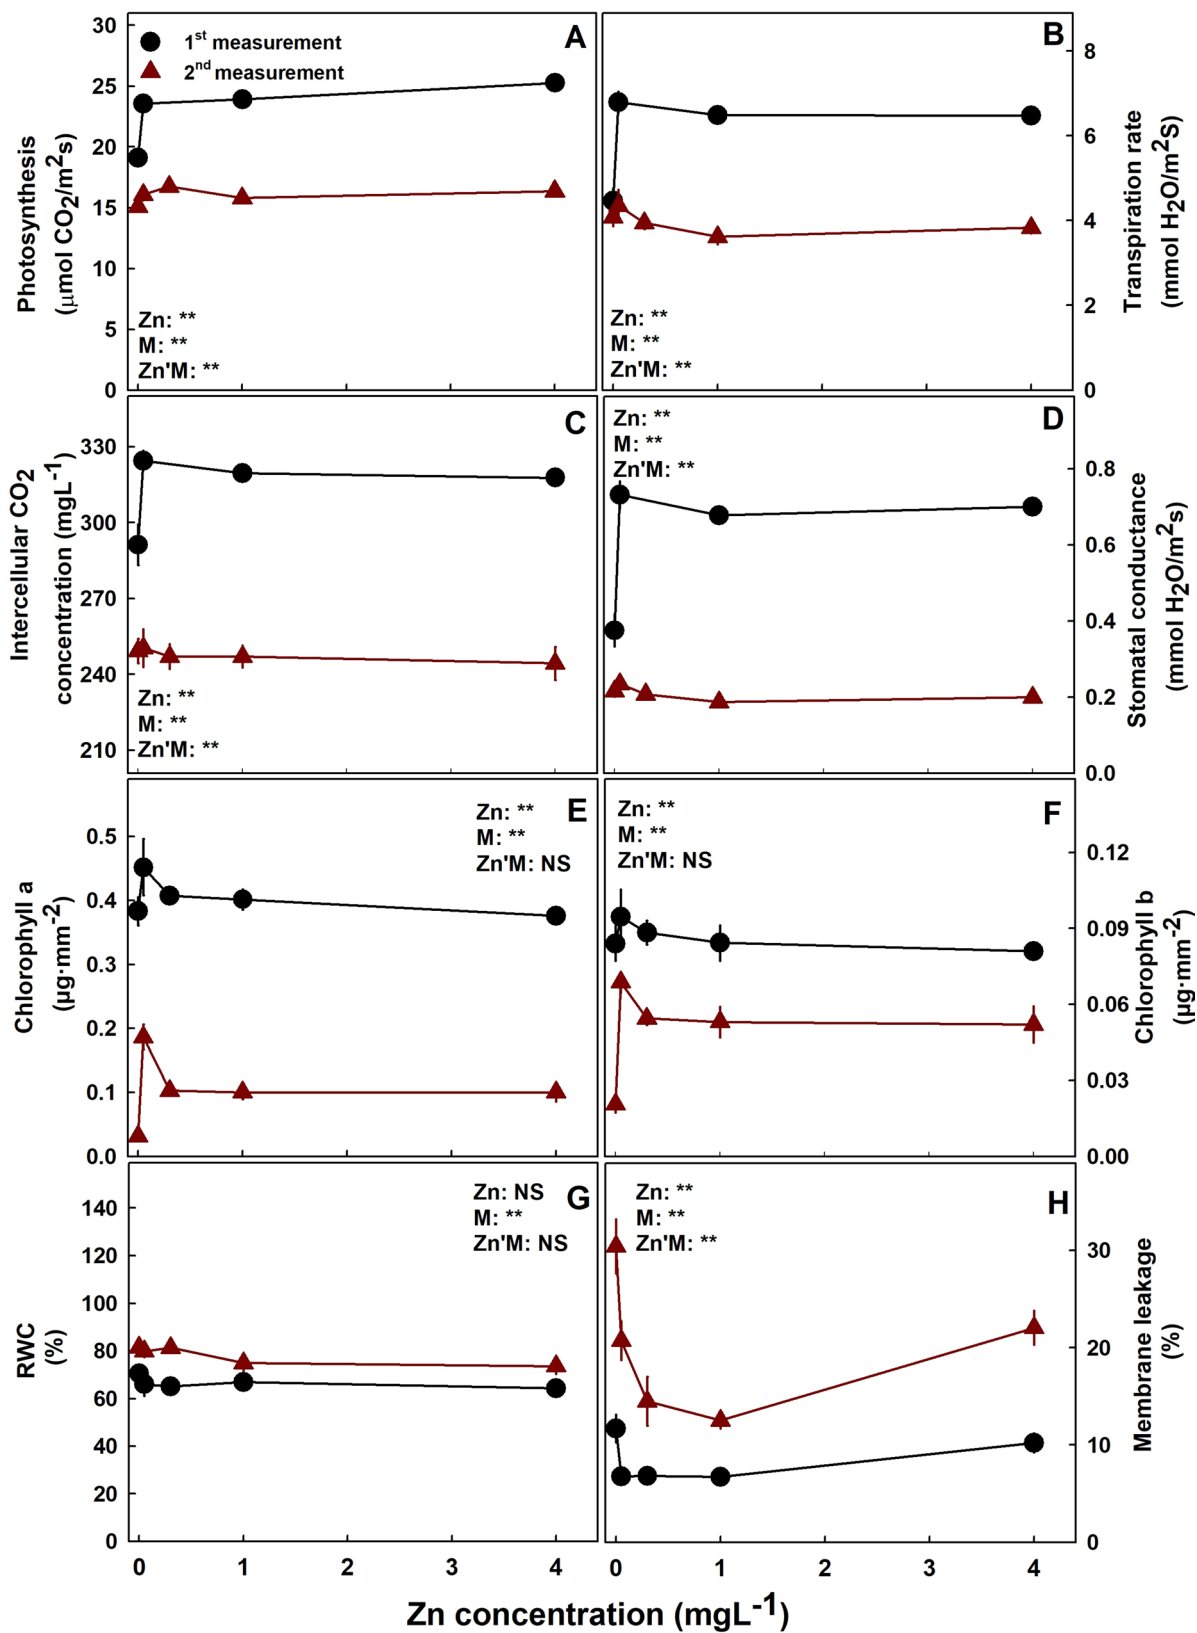 30
25
20
15
10
5
0
Photosynthesis
(μmol CO2/m²s)
1st measurement
2nd measurement
A
Zn: **
M: **
Zn'M: **
B
Zn: **
M: **
Zn'M: **
8
6
4
2
0
Transpiration rate
(mmol H2O/m²S)
330
300
270
240
210
Intercellular CO2
concentration (mgL-1)
C
Zn: **
M: **
Zn'M: **
Zn: **
M: **
Zn'M: **
D
0.8
0.6
0.4
0.2
0.0
Stomatal conductance
(mmol H2O/m²s)
0.5
0.4
0.3
0.2
0.1
0.0
Chlorophyll a
(µg·mm-2)
Zn: **
M: **
Zn'M: NS
E
Zn: **
M: **
Zn'M: NS
F
0.12
0.09
0.06
0.03
0.00
Chlorophyll b
(µg·mm-2)
140
120
100
80
60
40
20
0
RWC
(%)
Zn: NS
M: **
Zn'M: NS
G
Zn: **
M: **
Zn'M: **
H
30
20
10
0
Membrane leakage
(%)
0 1 2 3 4 0 1 2 3 4
Zn concentration (mgL-1)